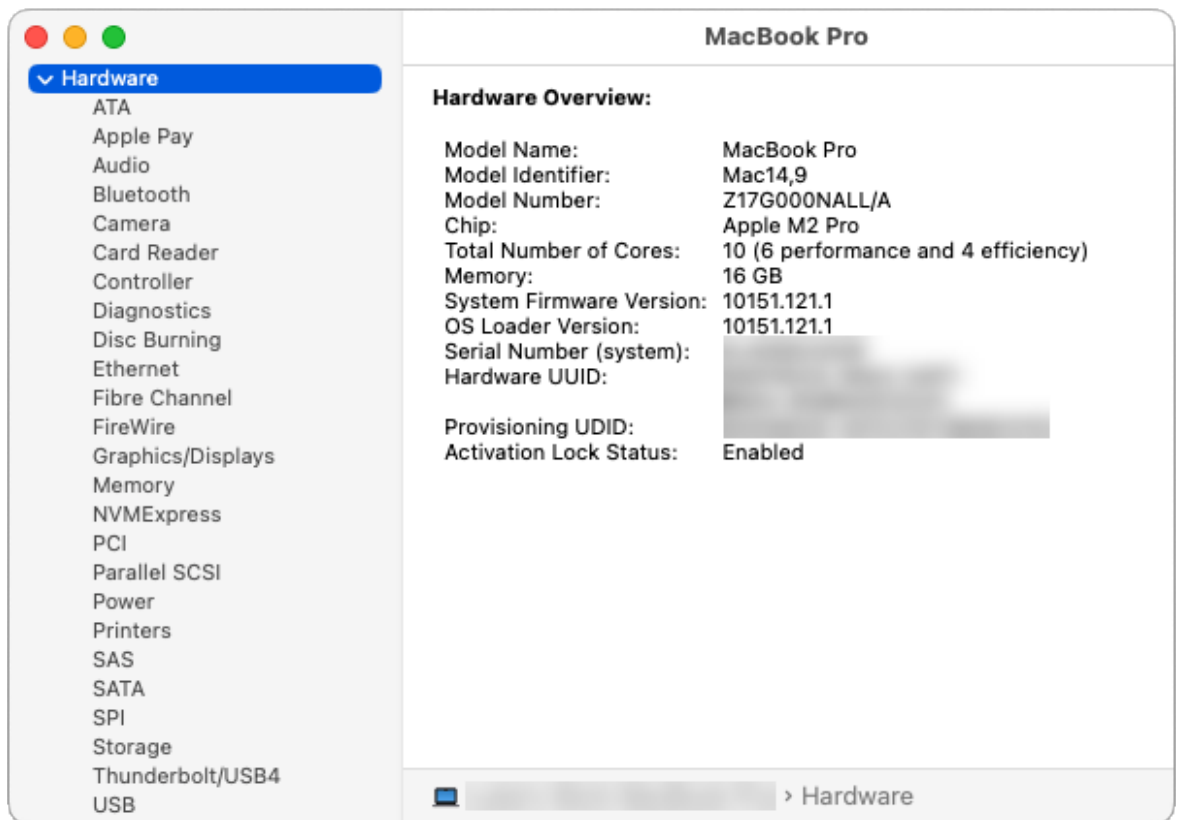 MacBook Pro
Hardware
ATA
Apple Pay
Audio
Bluetooth
Camera
Card Reader
Controller
Diagnostics
Disc Burning
Ethernet
Fibre Channel
FireWire
Graphics/Displays
Memory
NVMExpress
PCI
Parallel SCSI
Power
Printers
SAS
SATA
SPI
Storage
Thunderbolt/USB4
USB
Hardware Overview:
Model Name: MacBook Pro
Model Identifier: Mac14,9
Model Number: Z17G000NALL/A
Chip: Apple M2 Pro
Total Number of Cores: 10 (6 performance and 4 efficiency)
Memory: 16 GB
System Firmware Version: 10151.121.1
OS Loader Version: 10151.121.1
Serial Number (system):
Hardware UUID:
Provisioning UDID:
Activation Lock Status: Enabled
› Hardware